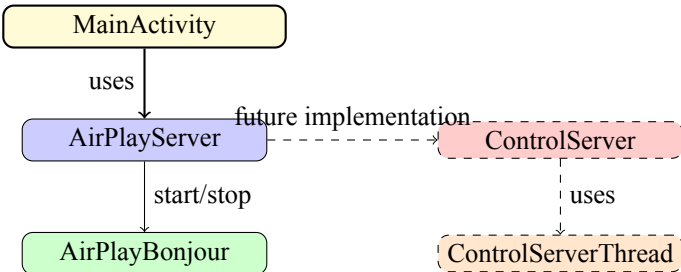 MainActivity
uses
future implementation
AirPlayServer
ControlServer
start/stop
uses
AirPlayBonjour
ControlServerThread